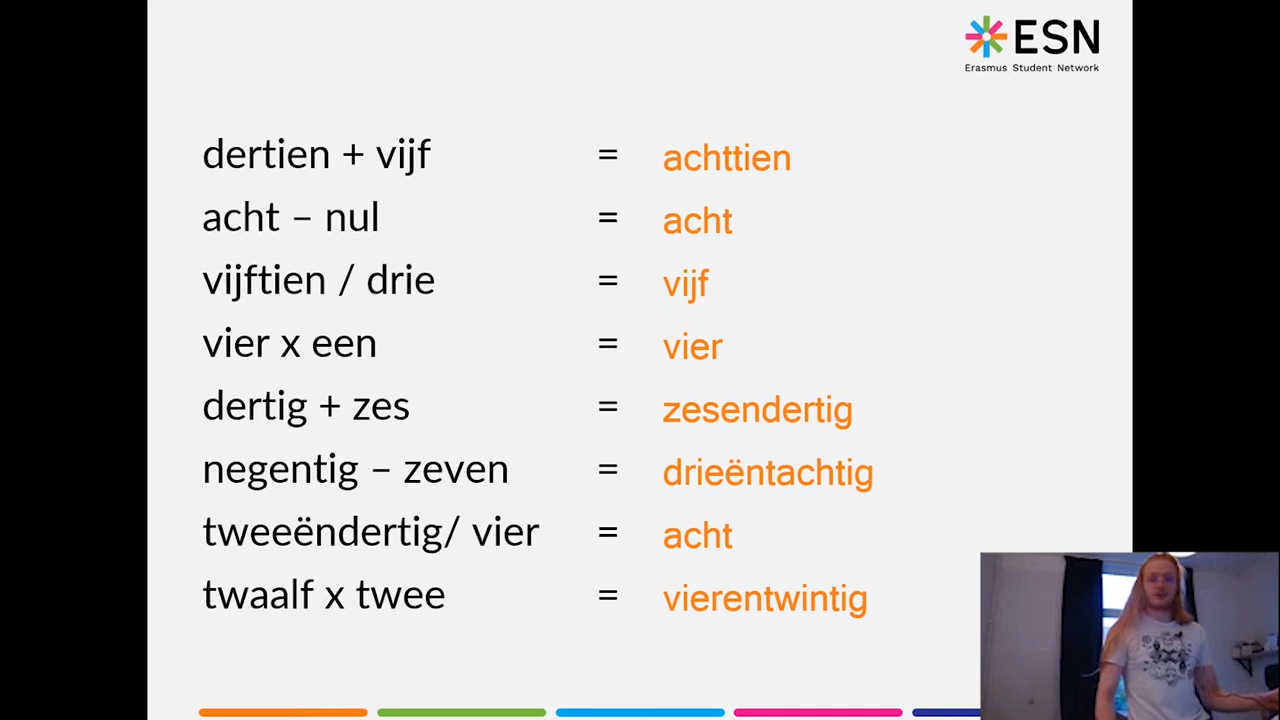 ESN
Erasmus Student Network
dertien + vijf = achttien
acht – nul = acht
vijftien / drie = vijf
vier x een = vier
dertig + zes = zesendertig
negentig – zeven = drieëntachtig
tweeëndertig/ vier = acht
twaalf x twee = vierentwintig